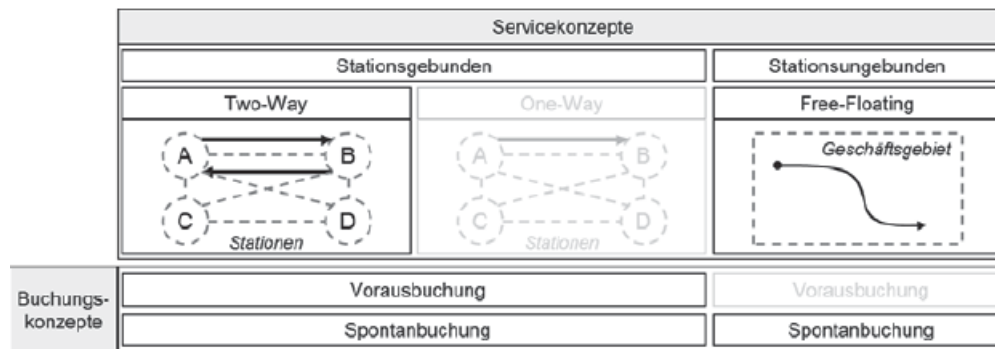 Servicekonzepte
Stationsgebunden
Stationsungebunden
Two-Way
One-Way
Free-Floating
A
B
C
D
Stationen
A
B
C
D
Stationen
Geschäftsgebiet
Buchungs-
konzepte
Vorausbuchung
Vorausbuchung
Spontanbuchung
Spontanbuchung